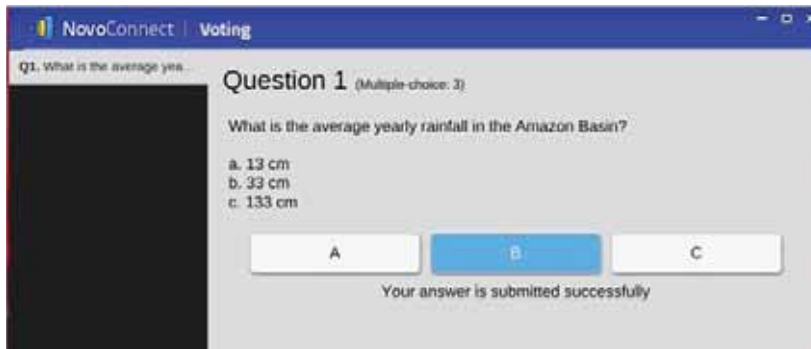 NovoConnect | Voting
Q1. What is the average yea...
Question 1 (Multiple-choice: 3)
What is the average yearly rainfall in the Amazon Basin?
a. 13 cm
b. 33 cm
c. 133 cm
A B C
Your answer is submitted successfully